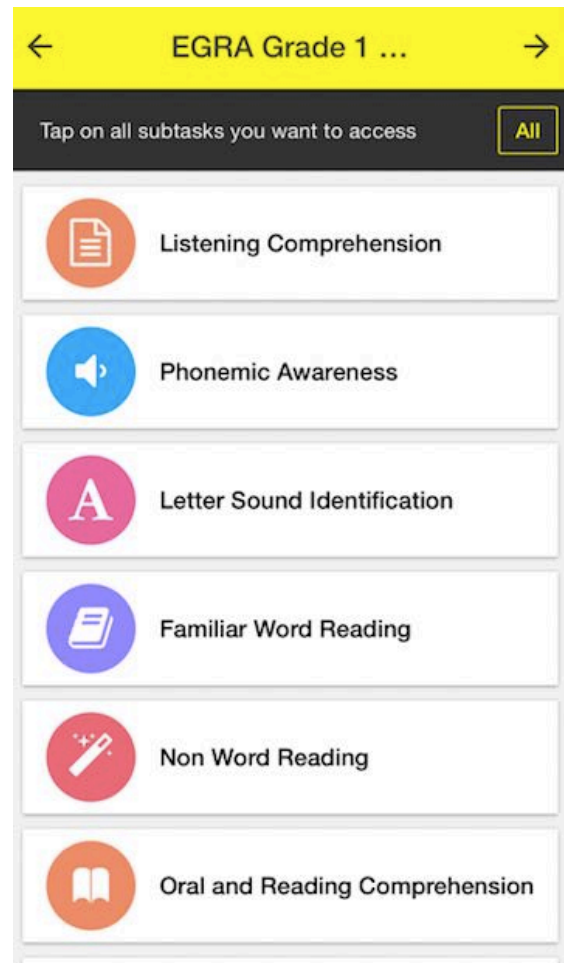 EGRA Grade 1 ...
Tap on all subtasks you want to access
All
Listening Comprehension
Phonemic Awareness
A
Letter Sound Identification
Familiar Word Reading
Non Word Reading
Oral and Reading Comprehension